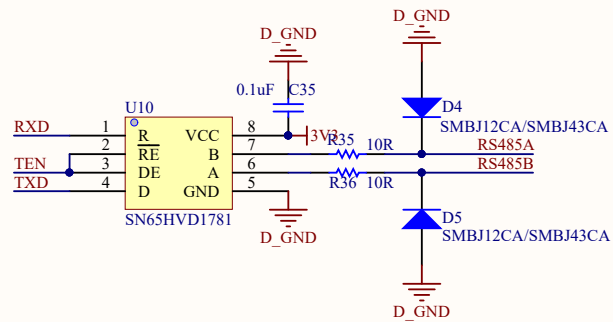 D_GND
D_GND
0.1uF C35
U10
D4
SMBJ12CA/SMBJ43CA
RXD 1 R VCC 8 3V3 R35 10R
2 RE B 7 RS485A
TEN 3 DE A 6 RS485B
TXD 4 D GND 5 R36 10R
SN65HVD1781
D5
SMBJ12CA/SMBJ43CA
D_GND
D_GND